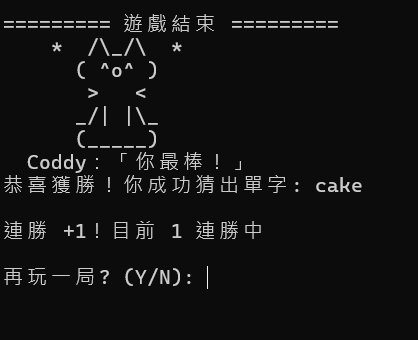 ========= 遊戲結束 =========
    *  /\_/\  *
      ( ^o^ )
       >   <
      _/| |\_
      (_____)
  Coddy：「你最棒！」
恭喜獲勝！你成功猜出單字: cake
連勝 +1！目前 1 連勝中
再玩一局? (Y/N):